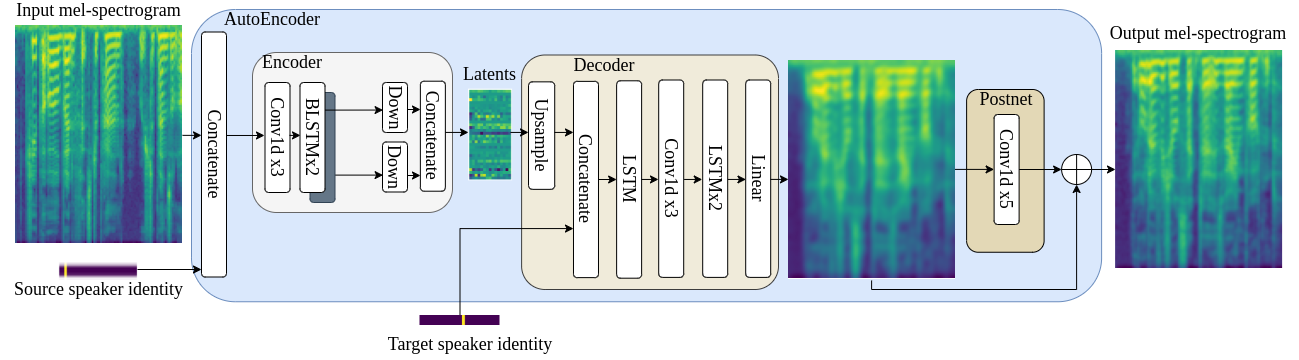 Input mel-spectrogram
AutoEncoder
Concatenate
Source speaker identity
Encoder
Conv1d x3
BLSTMx2
Down
Down
Concatenate
Latents
Decoder
Upsample
Concatenate
LSTM
Conv1d x3
LSTMx2
Linear
Target speaker identity
Postnet
Conv1d x5
Output mel-spectrogram